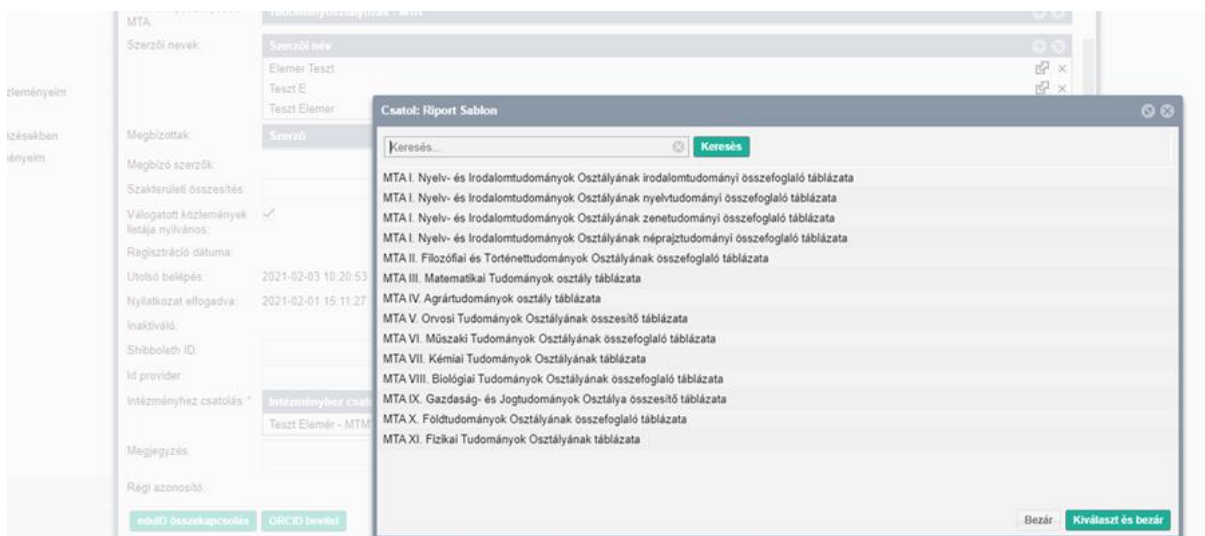 MTA:
Szerzői nevek:
Szerzői név
Elemer Teszt
Teszt E
Teszt Elemer
Megbízottak:
Szerző
Megbízó szerzők:
Szakterületi összesítés:
Válogatott közlemények
listája nyilvános:
Regisztráció dátuma:
Utolsó belépés: 2021-02-03 10:20:53
Nyilatkozat elfogadva: 2021-02-01 15:11:27
Inaktiváló:
Shibboleth ID:
Id provider:
Intézményhez csatolás: *
Teszt Elemér - MTM
Megjegyzés:
Régi azonosító:
eduID összekapcsolás ORCID bevitel
Csatol: Riport Sablon
Keresés... Keresés
MTA I. Nyelv- és Irodalomtudományok Osztályának irodalomtudományi összefoglaló táblázata
MTA I. Nyelv- és Irodalomtudományok Osztályának nyelvtudományi összefoglaló táblázata
MTA I. Nyelv- és Irodalomtudományok Osztályának zenetudományi összefoglaló táblázata
MTA I. Nyelv- és Irodalomtudományok Osztályának néprajztudományi összefoglaló táblázata
MTA II. Filozófiai és Történettudományok Osztályának összefoglaló táblázata
MTA III. Matematikai Tudományok osztály táblázata
MTA IV. Agrártudományok osztály táblázata
MTA V. Orvosi Tudományok Osztályának összesítő táblázata
MTA VI. Műszaki Tudományok Osztályának összefoglaló táblázata
MTA VII. Kémiai Tudományok Osztályának táblázata
MTA VIII. Biológiai Tudományok Osztályának összefoglaló táblázata
MTA IX. Gazdaság- és Jogtudományok Osztálya összesítő táblázata
MTA X. Földtudományok Osztályának összefoglaló táblázata
MTA XI. Fizikai Tudományok Osztályának táblázata
Bezár Kiválaszt és bezár